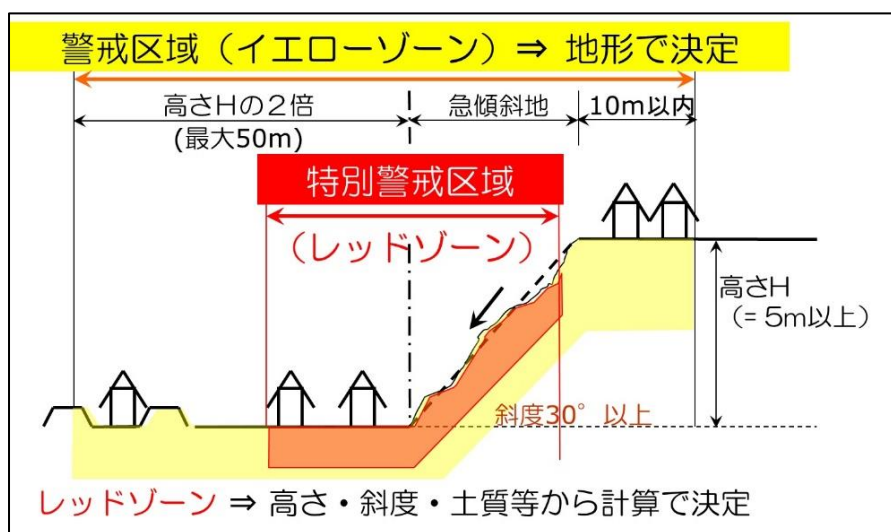 警戒区域（イエローゾーン）⇒ 地形で決定
高さHの２倍
(最大50m)
急傾斜地
10m以内
特別警戒区域
（レッドゾーン）
高さH
（= 5m以上）
斜度30°以上
レッドゾーン ⇒ 高さ・斜度・土質等から計算で決定